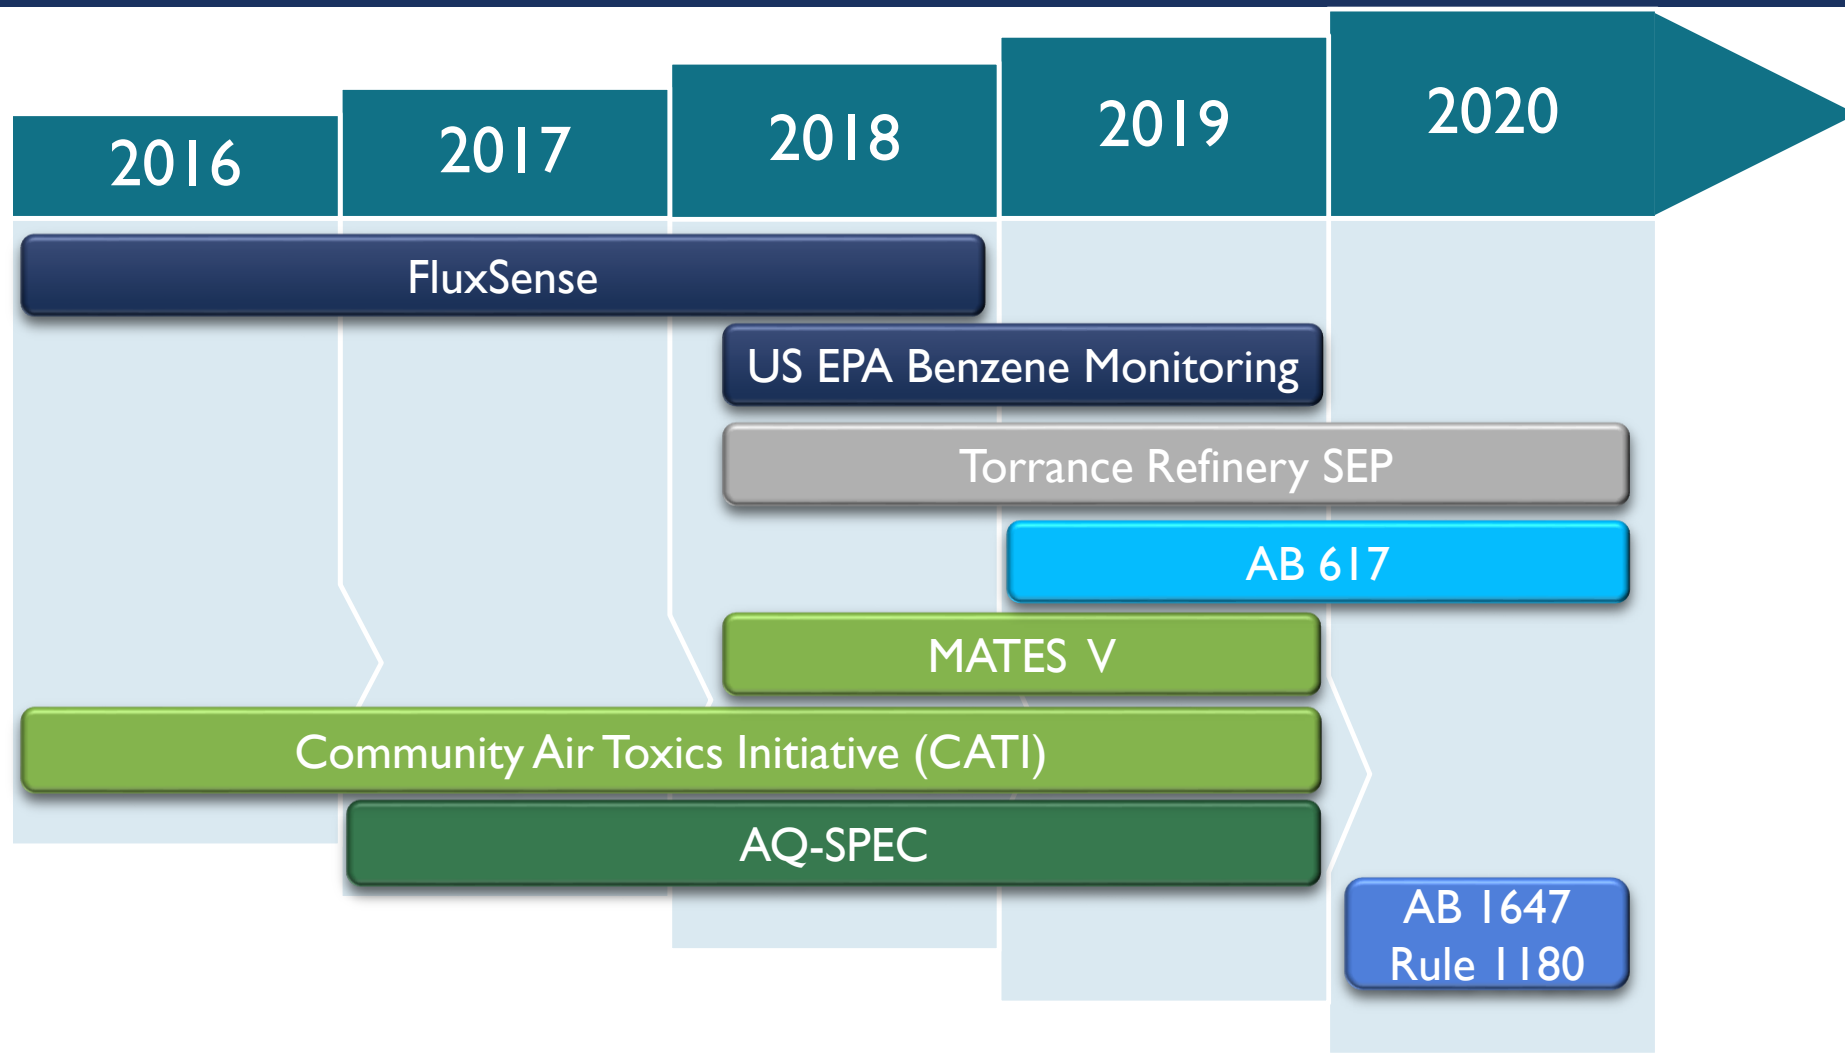 2016
2017
2018
2019
2020
FluxSense
US EPA Benzene Monitoring
Torrance Refinery SEP
AB 617
MATES V
Community Air Toxics Initiative (CATI)
AQ-SPEC
AB 1647
Rule 1180